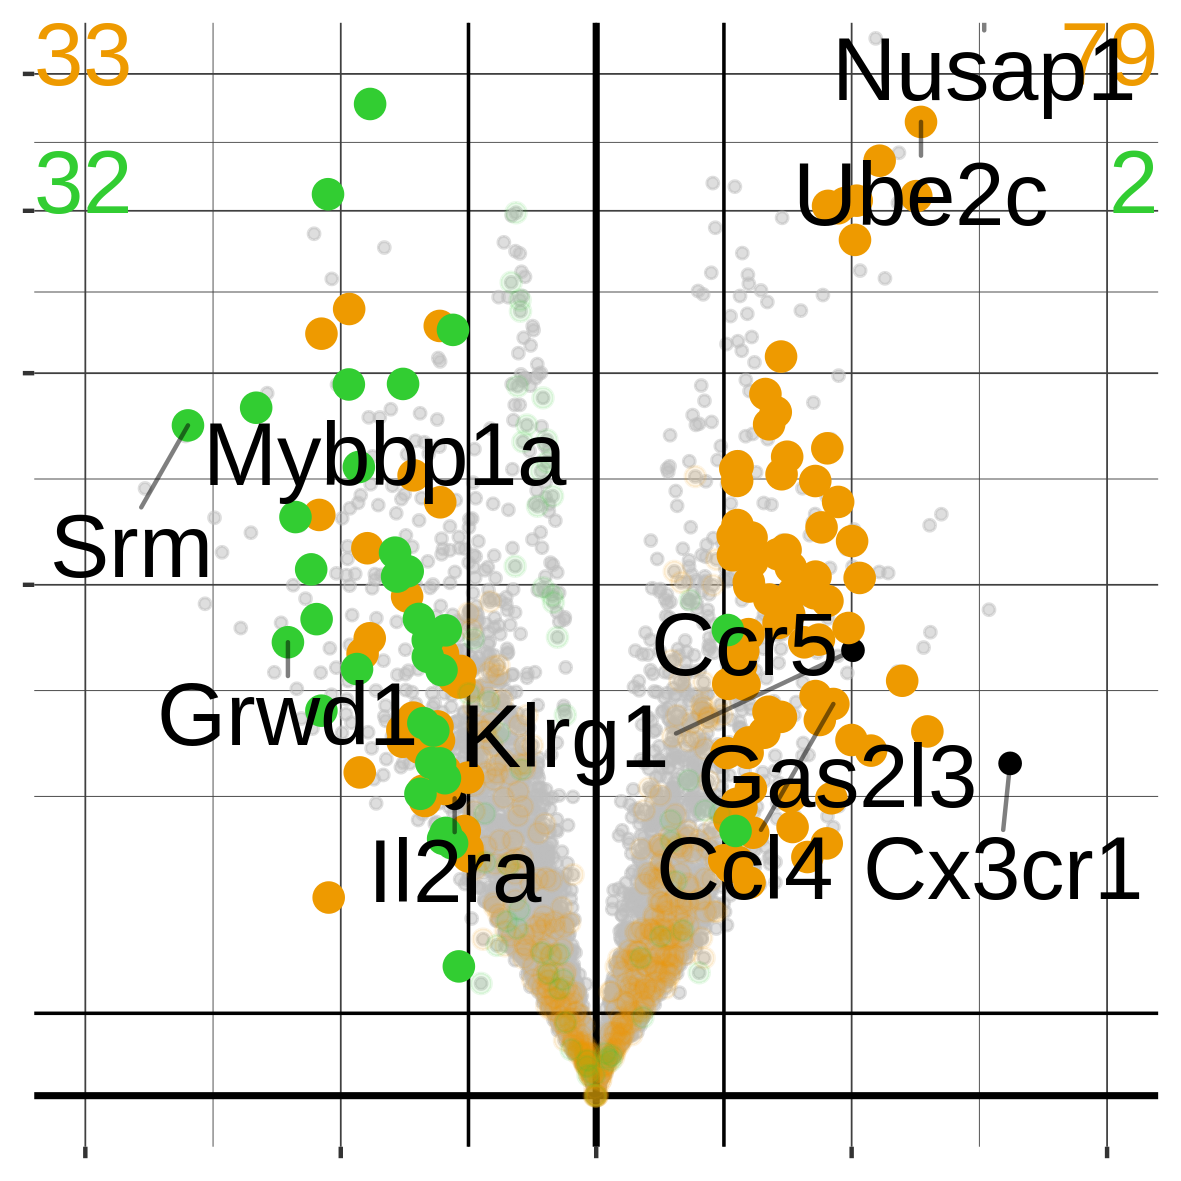 33
79
Nusap1
32
Ube2c
2
Mybbp1a
Srm
Ccr5
Grwd1
Klrg1
Gas2l3
Il2ra
Ccl4
Cx3cr1